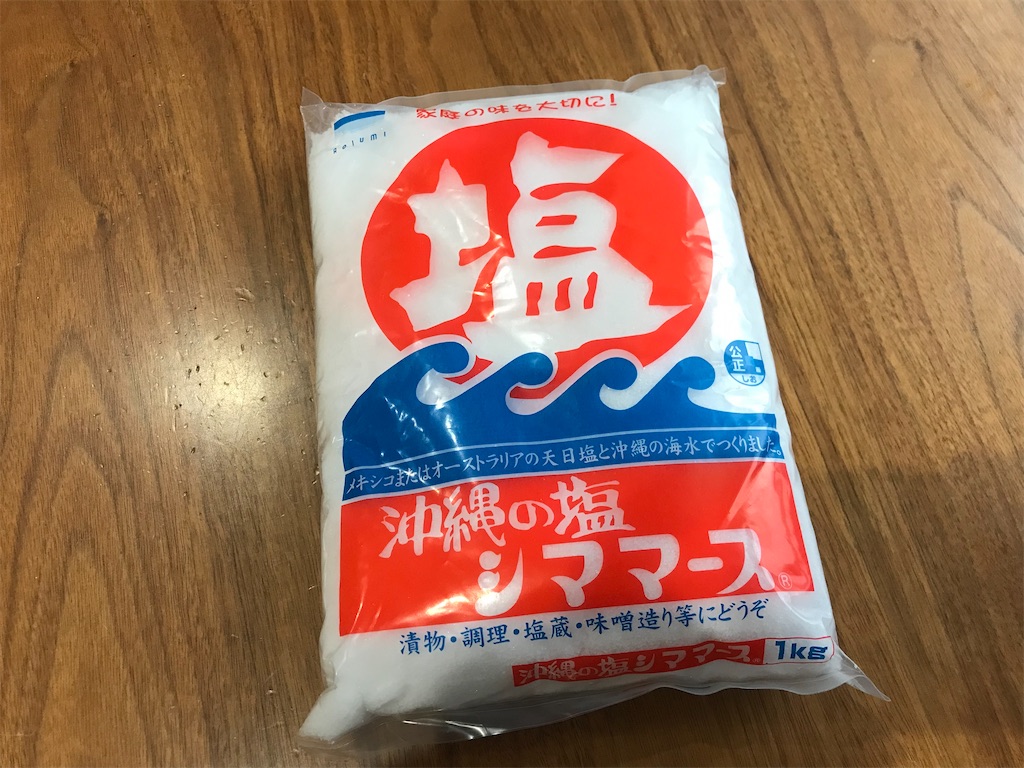 家庭の味を大切に!
塩
公正
しお
メキシコまたはオーストラリアの天日塩と沖縄の海水でつくりました。
沖縄の塩
シママース®
漬物・調理・塩蔵・味噌造り等にどうぞ
沖縄の塩シママース® 1kg